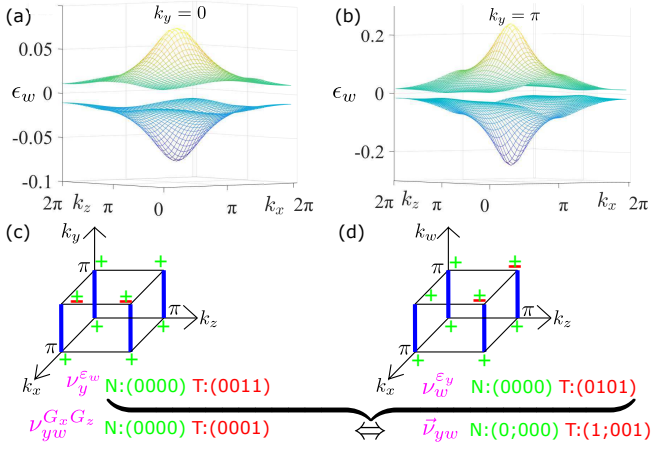 (a) k_y = 0
0.05
ϵ_w 0
-0.05
-0.1
2π k_z π 0 π k_x 2π
(b) k_y = π
0.2
ϵ_w 0
-0.2
2π k_z π 0 π k_x 2π
(c) k_y
π + +
± ±
π
+ + k_z
π + +
k_x
ν_y^{ε_w} N:(0000) T:(0011)
ν_{yw}^{G_xG_z} N:(0000) T:(0001)
(d) k_w
π + ±
+ ±
π
+ + k_z
π + +
k_x
ν_w^{ε_y} N:(0000) T:(0101)
⇔ ν⃗_{yw} N:(0;000) T:(1;001)